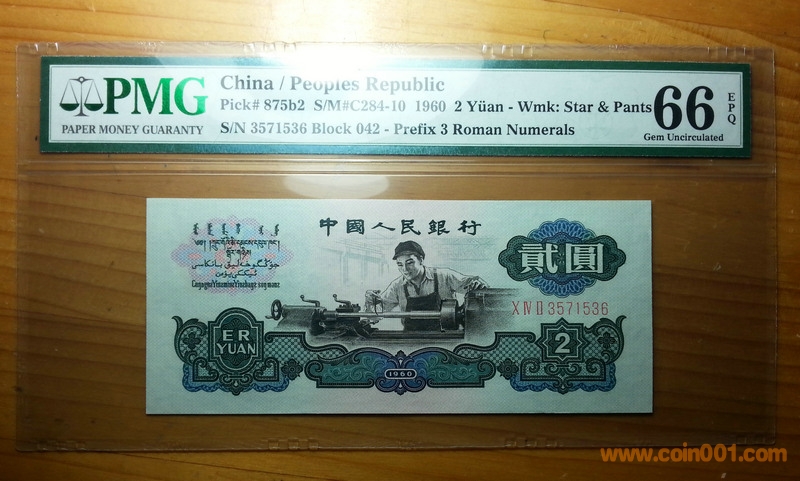 PMG
PAPER MONEY GUARANTY
China / Peoples Republic
Pick# 875b2 S/M#C284-10 1960 2 Yüan - Wmk: Star & Pants
S/N 3571536 Block 042 - Prefix 3 Roman Numerals
66
EPQ
Gem Uncirculated
中國人民銀行
貳圓
X IV II 3571536
ER
YUAN
1960
2
www.coin001.com